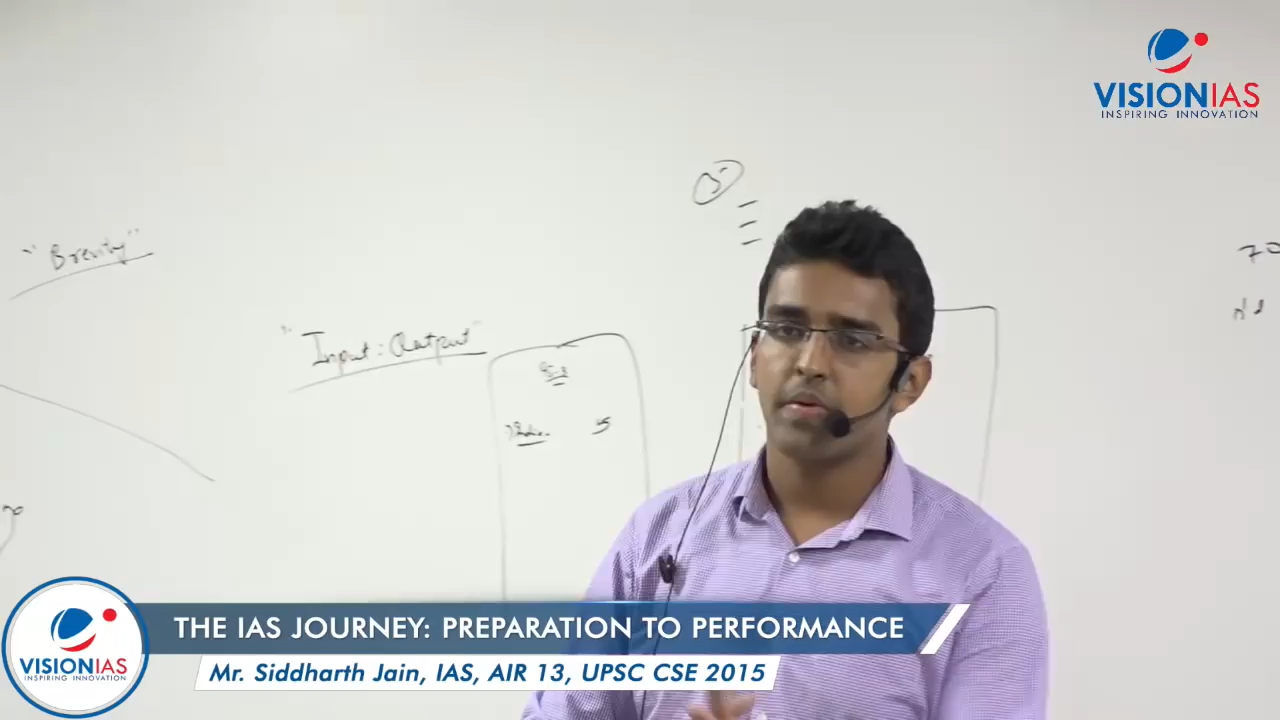 VISIONIAS
INSPIRING INNOVATION
"Brevity"
"Input: Output"
70
VISIONIAS
INSPIRING INNOVATION
THE IAS JOURNEY: PREPARATION TO PERFORMANCE
Mr. Siddharth Jain, IAS, AIR 13, UPSC CSE 2015